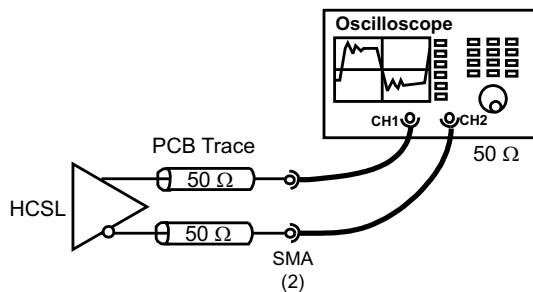 Oscilloscope
CH1
CH2
50 Ω
PCB Trace
50 Ω
HCSL
50 Ω
SMA
(2)